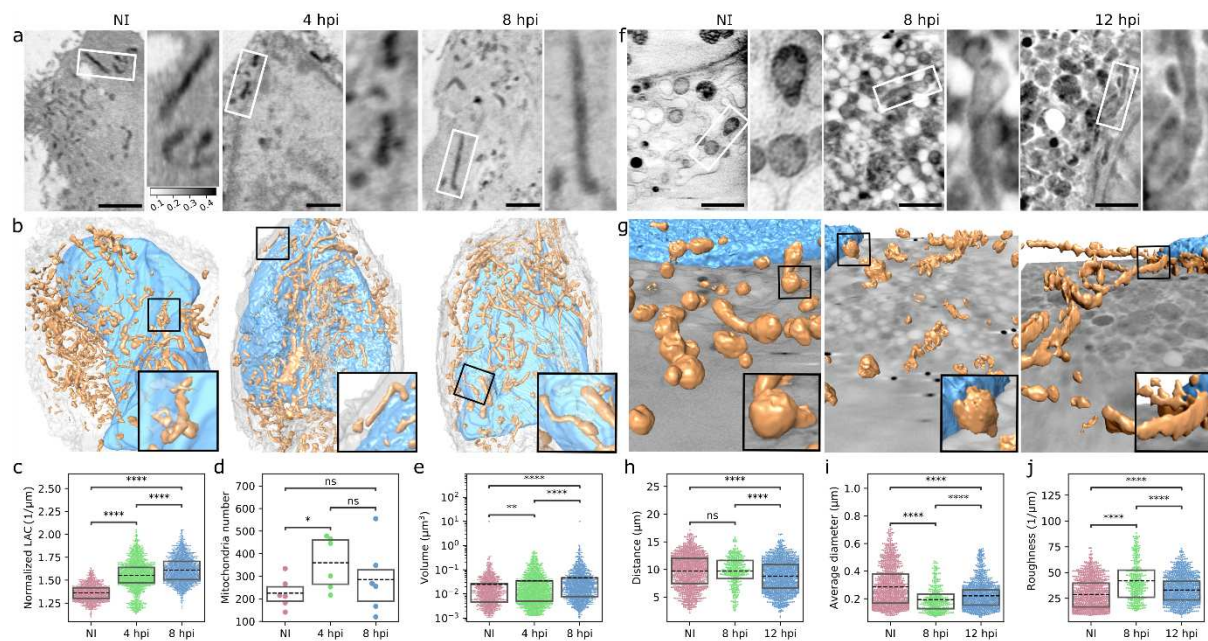 NI 4 hpi 8 hpi NI 8 hpi 12 hpi
a f
0.1 0.2 0.3 0.4
b g
c d e h i j
**** ns **** **** **** ****
**** **** * ns ** **** ns **** **** **** **** ****
Normalized LAC (1/µm)
2.50
2.25
2.00
1.75
1.50
1.25
NI 4 hpi 8 hpi
Mitochondria number
700
600
500
400
300
200
100
NI 4 hpi 8 hpi
Volume (µm³)
10²
10¹
10⁰
10⁻¹
10⁻²
10⁻³
NI 4 hpi 8 hpi
Distance (µm)
25
20
15
10
5
NI 8 hpi 12 hpi
Average diameter (µm)
1.0
0.8
0.6
0.4
0.2
NI 8 hpi 12 hpi
Roughness (1/µm)
125
100
75
50
25
NI 8 hpi 12 hpi